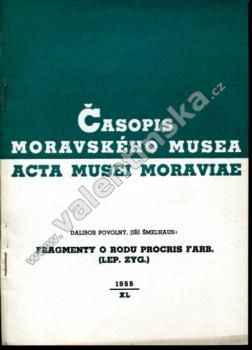 ČASOPIS
MORAVSKÉHO MUSEA
ACTA MUSEI MORAVIAE
DALIBOR POVOLNÝ, JIŘÍ ŠMELHAUS:
FRAGMENTY O RODU PROCRIS FARB.
(LEP. ZYG.)
1955
XL
www.valentinska.cz